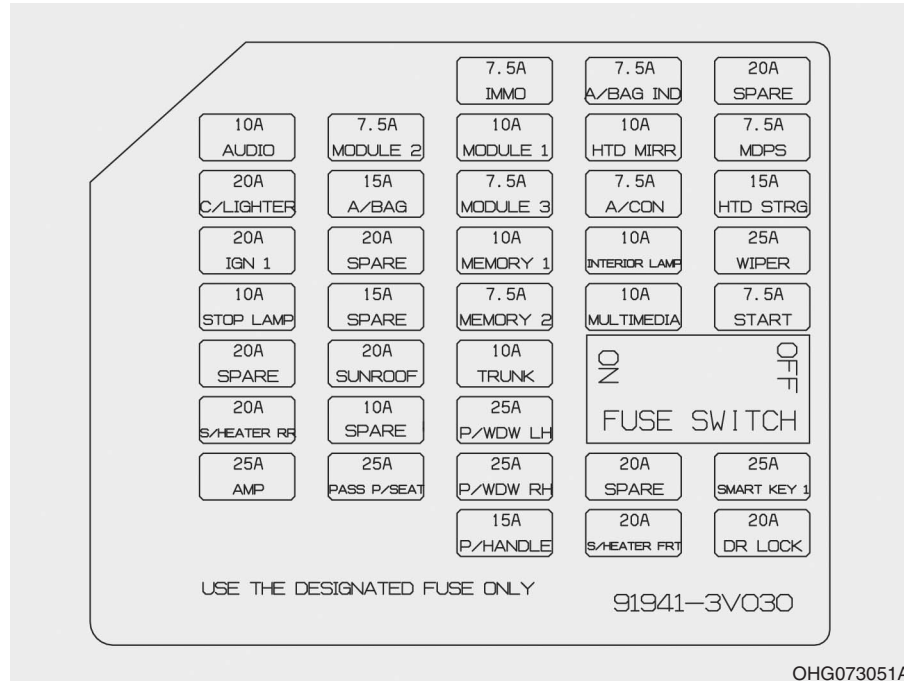 7.5A 7.5A 20A
IMMO A/BAG IND SPARE
10A 7.5A 10A 10A 7.5A
AUDIO MODULE 2 MODULE 1 HTD MIRR MDPS
20A 15A 7.5A 7.5A 15A
C/LIGHTER A/BAG MODULE 3 A/CON HTD STRG
20A 20A 10A 10A 25A
IGN 1 SPARE MEMORY 1 INTERIOR LAMP WIPER
10A 15A 7.5A 10A 7.5A
STOP LAMP SPARE MEMORY 2 MULTIMEDIA START
20A 20A 10A
SPARE SUNROOF TRUNK
ON OFF
20A 10A 25A
S/HEATER RR SPARE P/WDW LH
FUSE SWITCH
25A 25A 25A 20A 25A
AMP PASS P/SEAT P/WDW RH SPARE SMART KEY 1
15A 20A 20A
P/HANDLE S/HEATER FRT DR LOCK
USE THE DESIGNATED FUSE ONLY
91941-3V030
OHG073051A